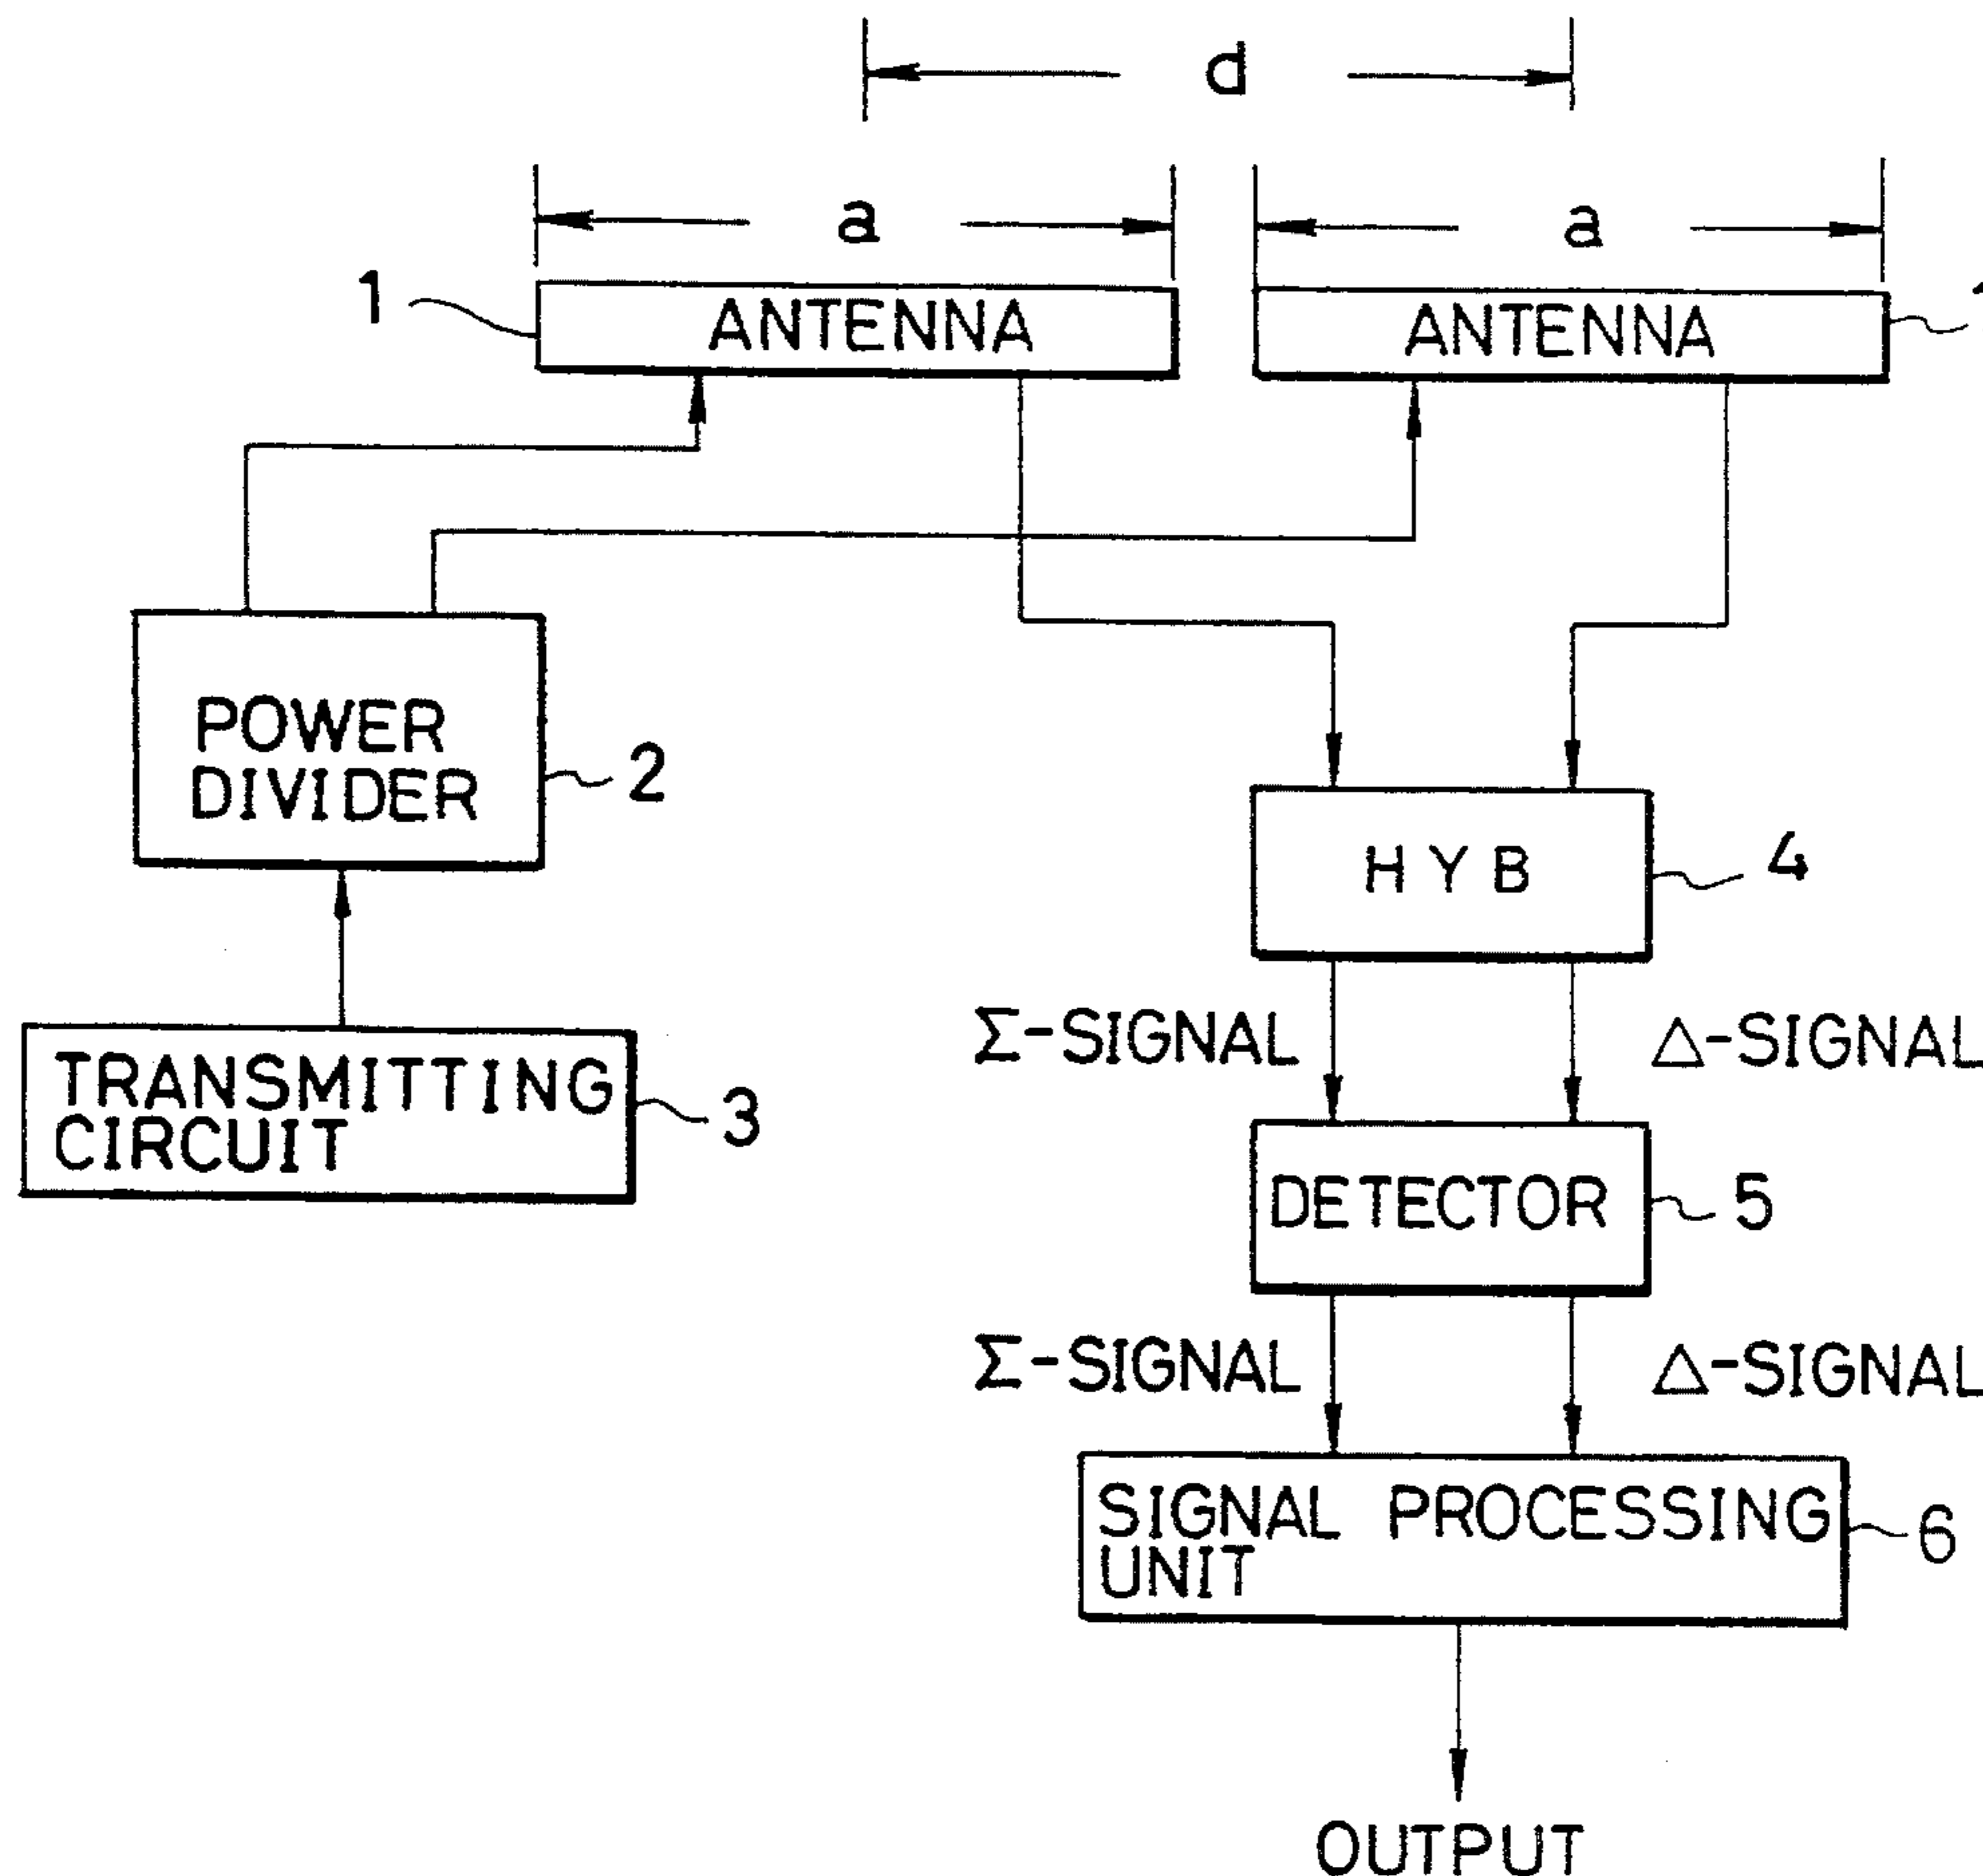 d
a
a
1
ANTENNA
ANTENNA
POWER
DIVIDER
2
HYB
4
TRANSMITTING
CIRCUIT
3
Σ-SIGNAL
△-SIGNAL
DETECTOR
5
Σ-SIGNAL
△-SIGNAL
SIGNAL PROCESSING
UNIT
6
OUTPUT